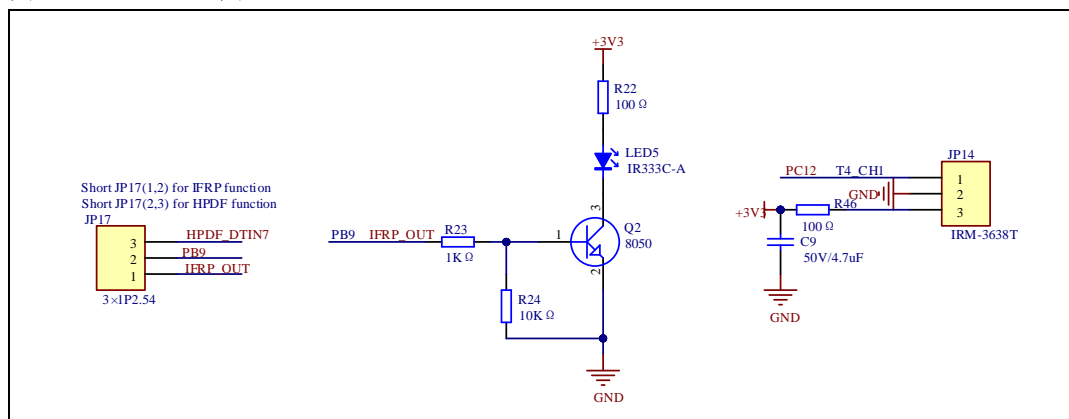 +3V3
R22
100 Ω
LED5
IR333C-A
Short JP17(1,2) for IFRP function
Short JP17(2,3) for HPDF function
JP17
3 HPDF_DTIN7
2 PB9
1 IFRP_OUT
3×1P2.54
PB9 IFRP_OUT
R23
1K Ω
R24
10K Ω
1
3
2
Q2
8050
GND
JP14
PC12 T4_CH1 1
GND 2
+3V3 R46 3
100 Ω
IRM-3638T
C9
50V/4.7uF
GND